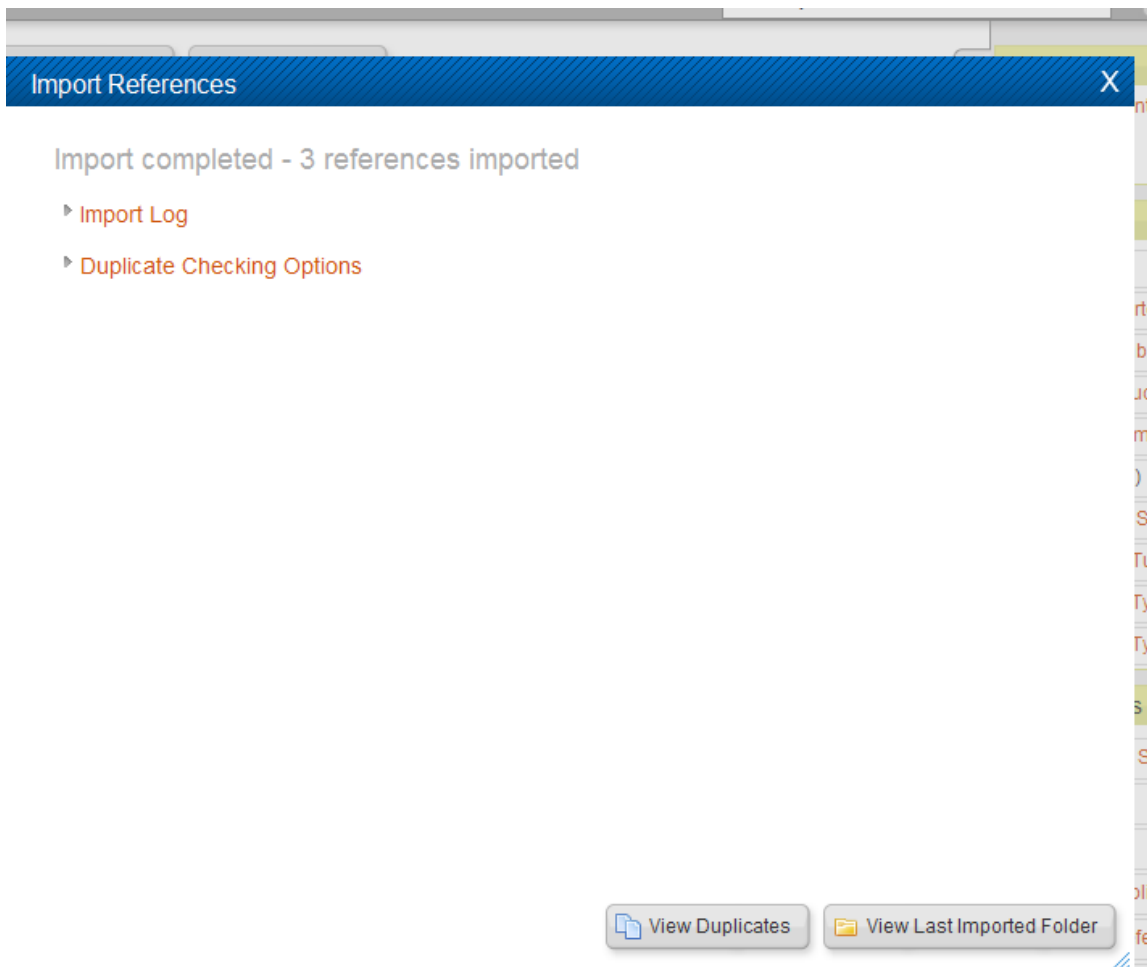 Import References X
Import completed - 3 references imported
Import Log
Duplicate Checking Options
View Duplicates
View Last Imported Folder